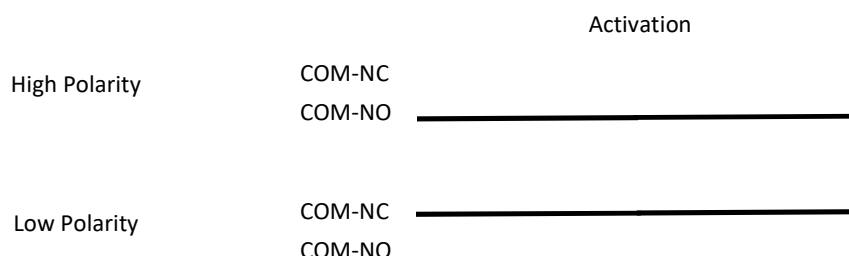 Activation
High Polarity
COM-NC
COM-NO
Low Polarity
COM-NC
COM-NO